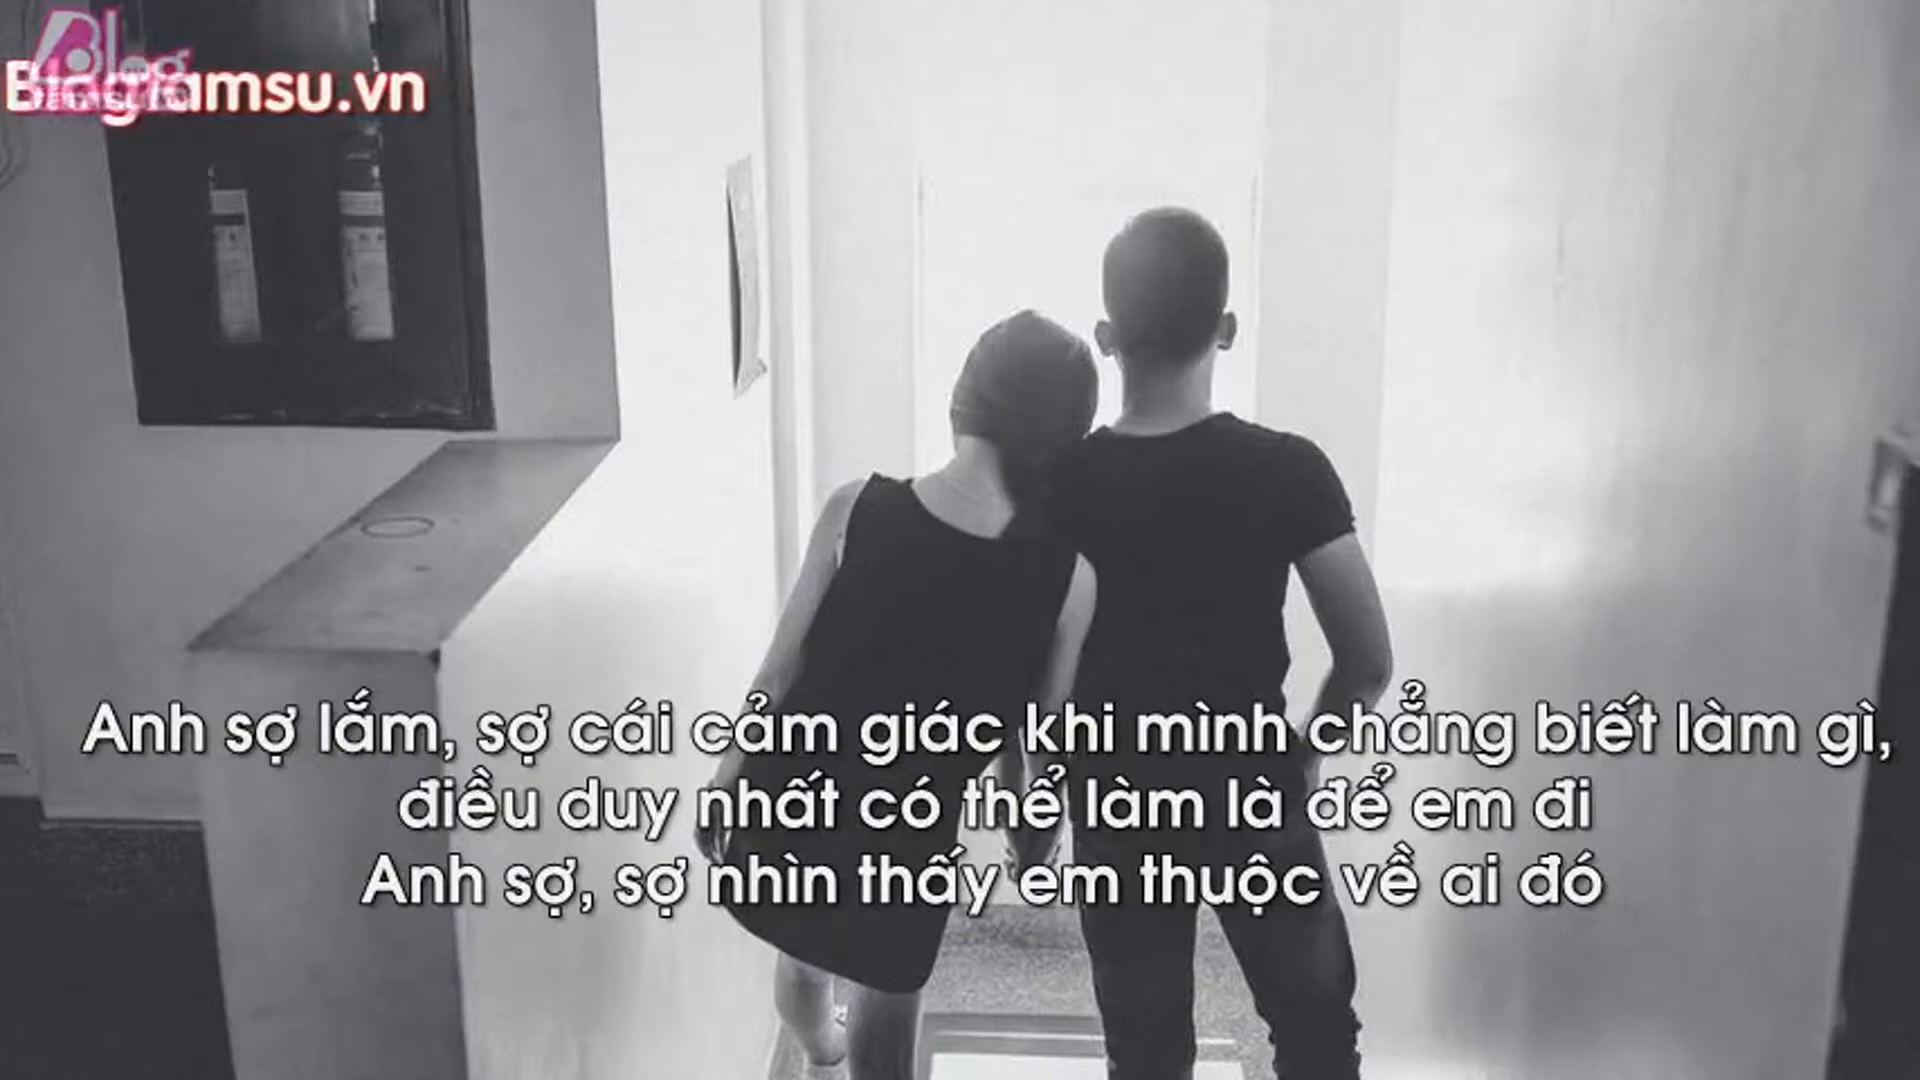 Blog
Blogtamsu.vn
Anh sợ lắm, sợ cái cảm giác khi mình chẳng biết làm gì,
điều duy nhất có thể làm là để em đi
Anh sợ, sợ nhìn thấy em thuộc về ai đó